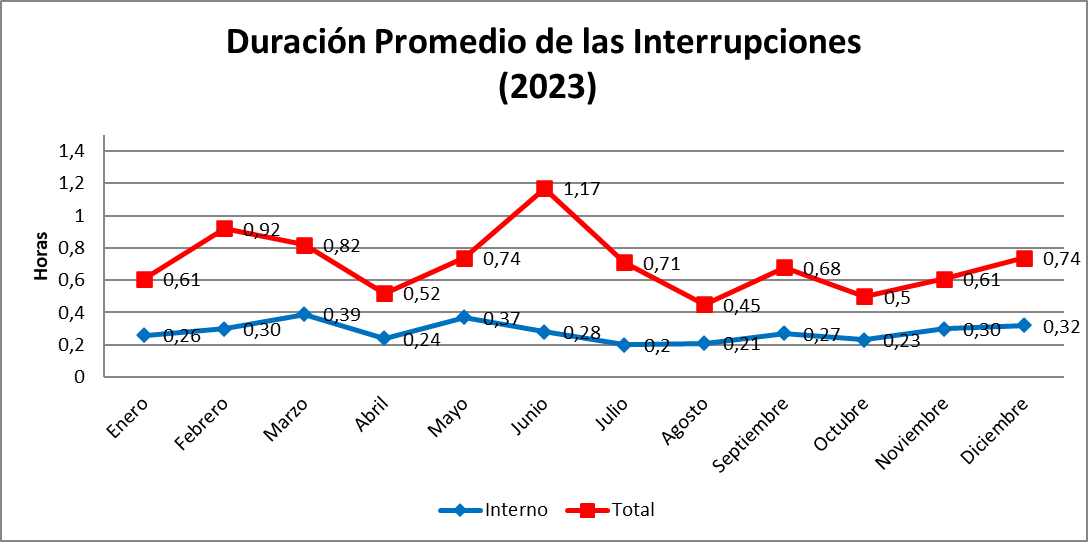 Duración Promedio de las Interrupciones
(2023)
Horas
1,4
1,2
1
0,8
0,6
0,4
0,2
0
0,61
0,92
0,82
0,52
0,74
1,17
0,71
0,45
0,68
0,5
0,61
0,74
0,26
0,30
0,39
0,24
0,37
0,28
0,2
0,21
0,27
0,23
0,30
0,32
Enero
Febrero
Marzo
Abril
Mayo
Junio
Julio
Agosto
Septiembre
Octubre
Noviembre
Diciembre
Interno
Total